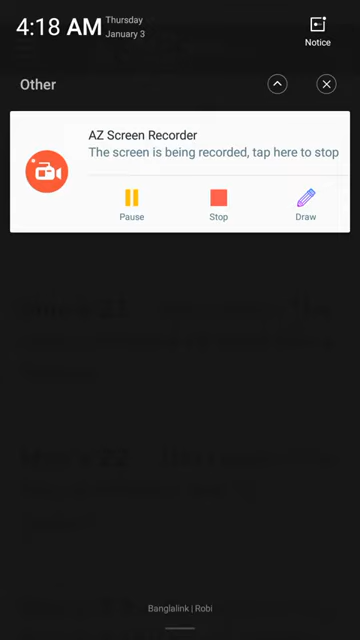 4:18 AM
Thursday
January 3
Notice
Other
AZ Screen Recorder
The screen is being recorded, tap here to stop
Pause
Stop
Draw
Banglalink | Robi